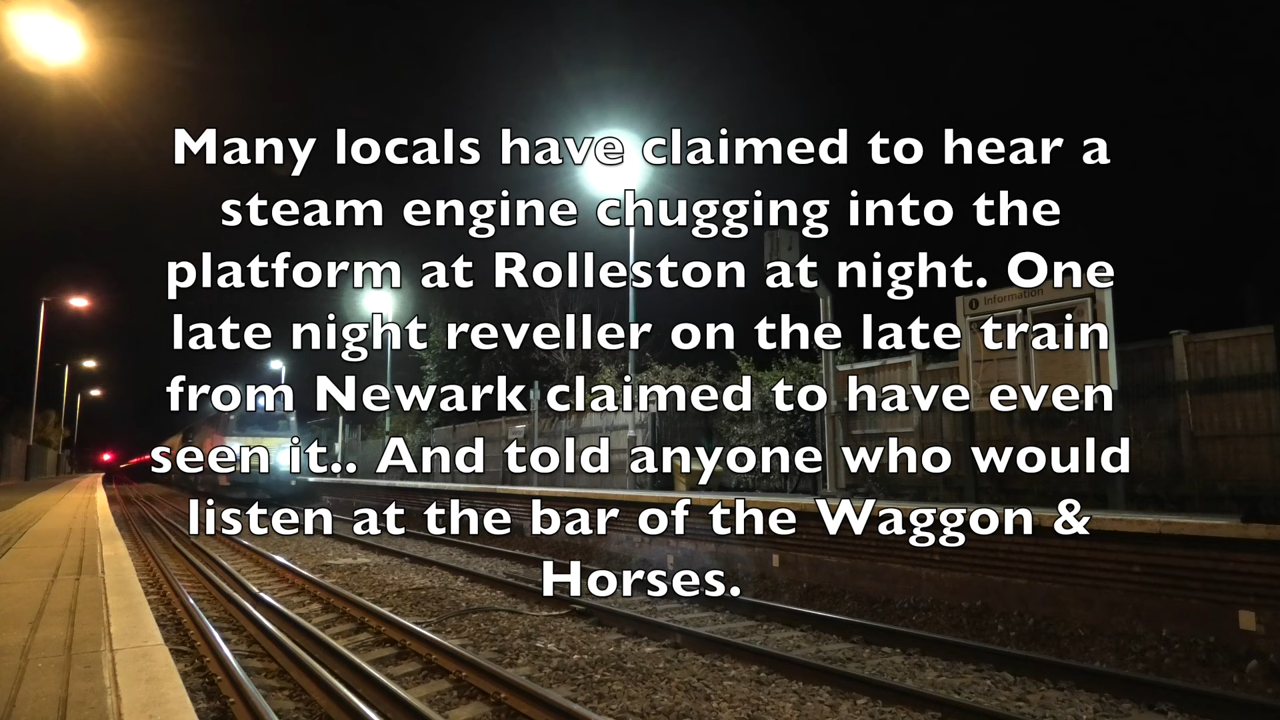 Many locals have claimed to hear a
steam engine chugging into the
platform at Rolleston at night. One
late night reveller on the late train
from Newark claimed to have even
seen it.. And told anyone who would
listen at the bar of the Waggon &
Horses.
i Information